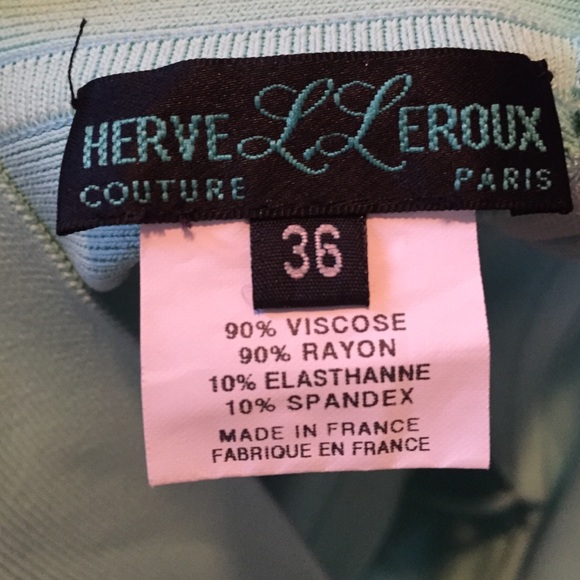 HERVE L. LEROUX
COUTURE PARIS
36
90% VISCOSE
90% RAYON
10% ELASTHANNE
10% SPANDEX
MADE IN FRANCE
FABRIQUE EN FRANCE